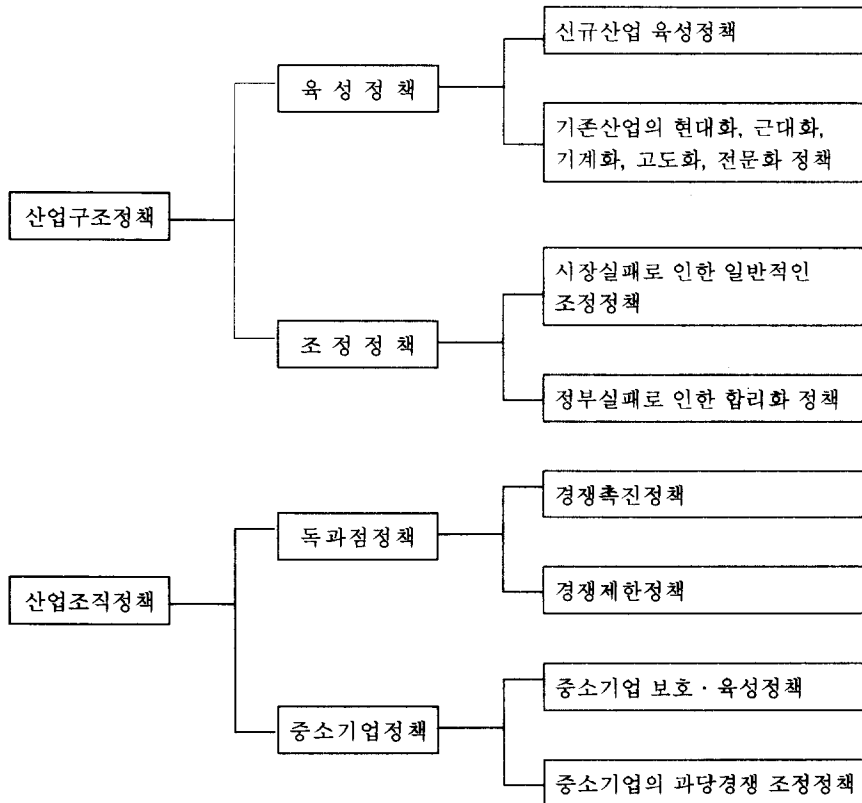 신규산업 육성정책
육 성 정 책
기존산업의 현대화, 근대화,
기계화, 고도화, 전문화 정책
산업구조정책
시장실패로 인한 일반적인
조정정책
조 정 정 책
정부실패로 인한 합리화 정책
경쟁촉진정책
독과점정책
경쟁제한정책
산업조직정책
중소기업 보호 · 육성정책
중소기업정책
중소기업의 과당경쟁 조정정책